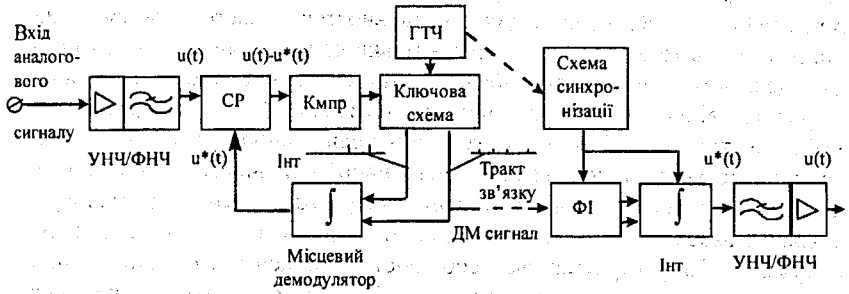 Вхід
аналого-
вого
сигналу
УНЧ/ФНЧ
u(t)
СР
u(t)-u*(t)
Кмпр
ГТЧ
Ключова
схема
Схема
синхро-
нізації
u*(t)
Інт
∫
Місцевий
демодулятор
Тракт
зв’язку
ДМ сигнал
ФІ
∫
Інт
u*(t)
u(t)
УНЧ/ФНЧ